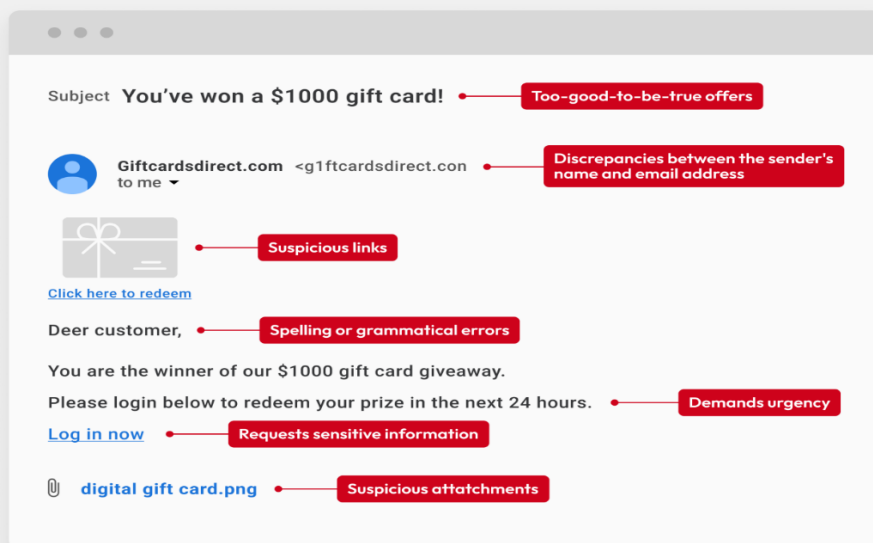 Subject You've won a $1000 gift card! Too-good-to-be-true offers
Giftcardsdirect.com <g1ftcardsdirect.con
to me
Discrepancies between the sender's
name and email address
Suspicious links
Click here to redeem
Deer customer, Spelling or grammatical errors
You are the winner of our $1000 gift card giveaway.
Please login below to redeem your prize in the next 24 hours. Demands urgency
Log in now Requests sensitive information
digital gift card.png Suspicious attatchments